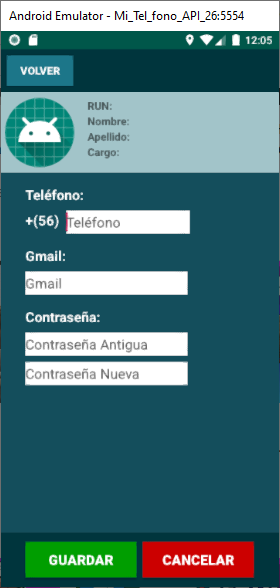 Android Emulator - Mi_Tel_fono_API_26:5554
12:05
VOLVER
RUN:
Nombre:
Apellido:
Cargo:
Teléfono:
+(56) Teléfono
Gmail:
Gmail
Contraseña:
Contraseña Antigua
Contraseña Nueva
GUARDAR CANCELAR